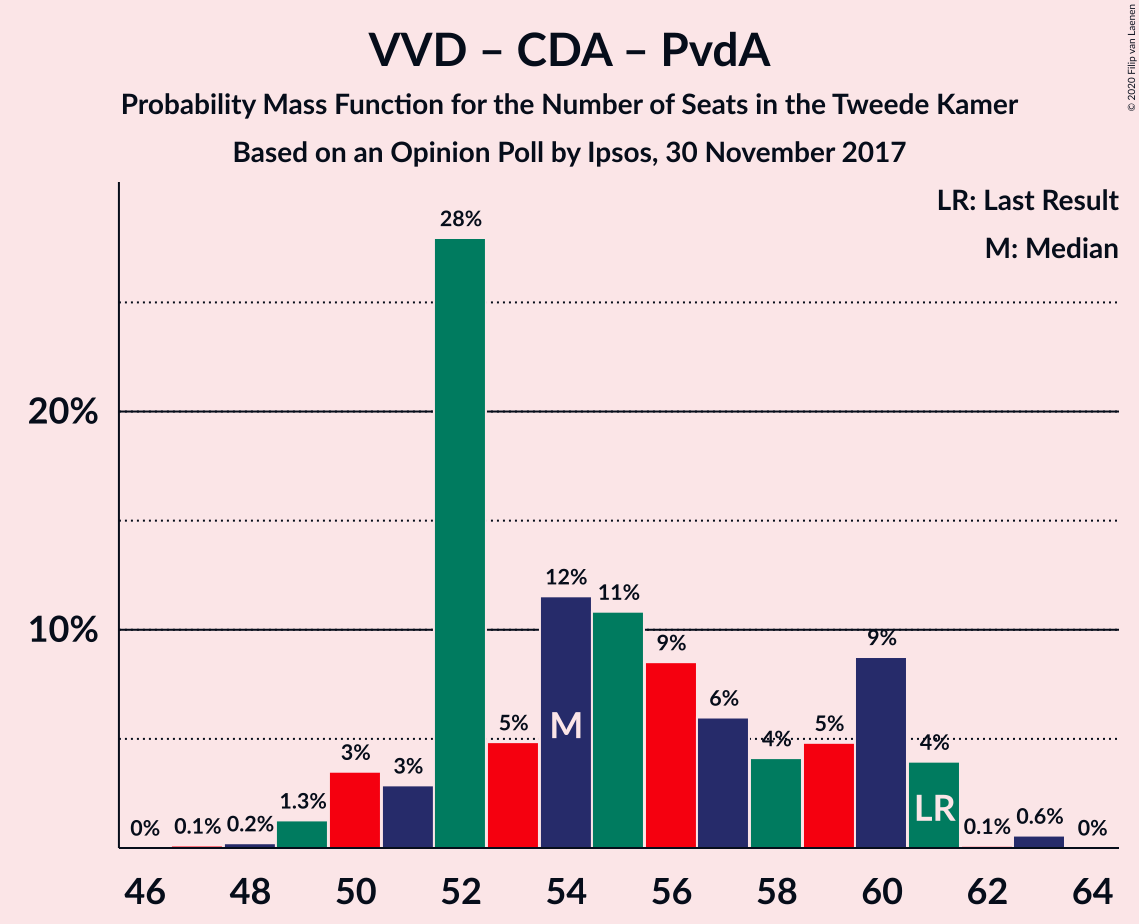 VVD – CDA – PvdA
Probability Mass Function for the Number of Seats in the Tweede Kamer
Based on an Opinion Poll by Ipsos, 30 November 2017
© 2020 Filip van Laenen
LR: Last Result
M: Median
20%
10%
0%
0.1%
0.2%
1.3%
3%
3%
28%
5%
12%
11%
9%
6%
4%
5%
9%
4%
0.1%
0.6%
0%
M
LR
46 48 50 52 54 56 58 60 62 64